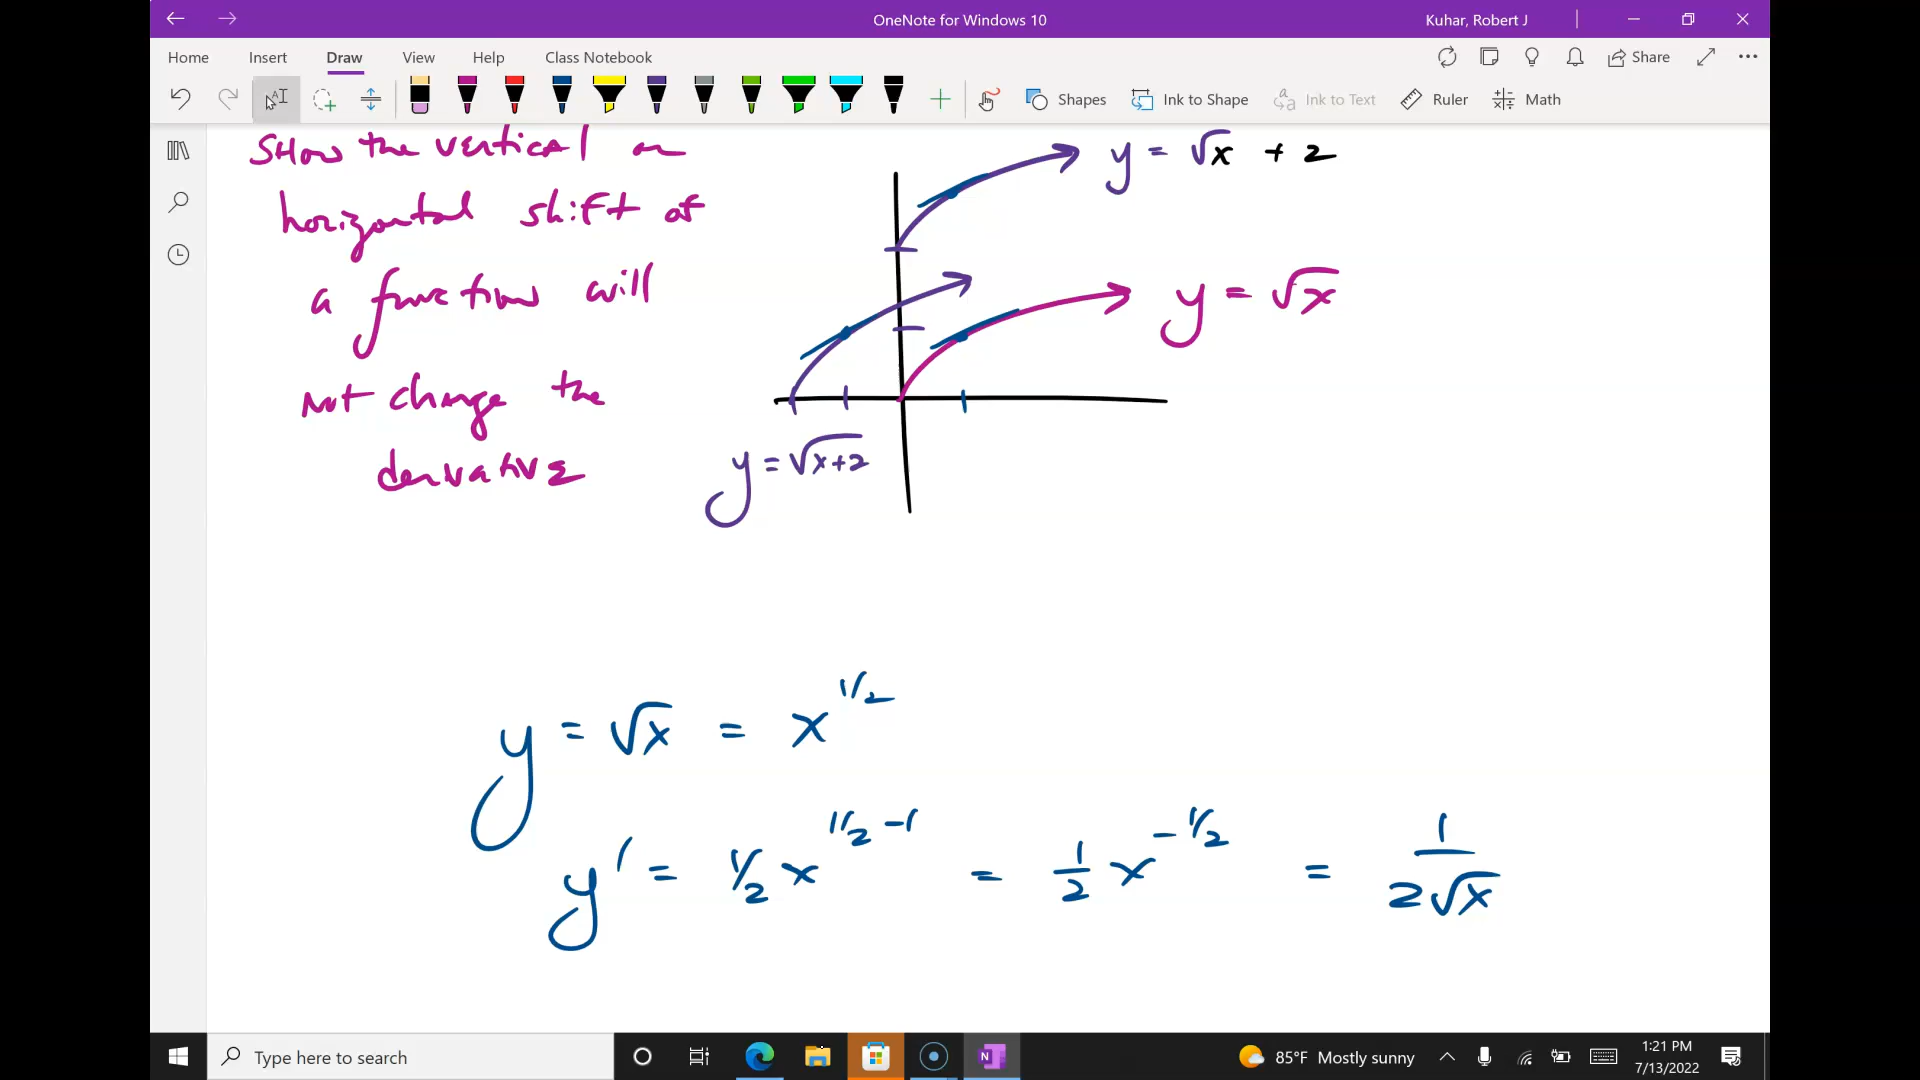 OneNote for Windows 10
Kuhar, Robert J
Home Insert Draw View Help Class Notebook
Share
Shapes Ink to Shape Ink to Text Ruler Math
Show the vertical or
horizontal shift of
a function will
not change the
derivative
y = √x + 2
y = √x
y = √x+2
y = √x = x^1/2
y' = 1/2 x^1/2 -1 = 1/2 x^-1/2 = 1/2√x
Type here to search
85°F Mostly sunny
1:21 PM
7/13/2022